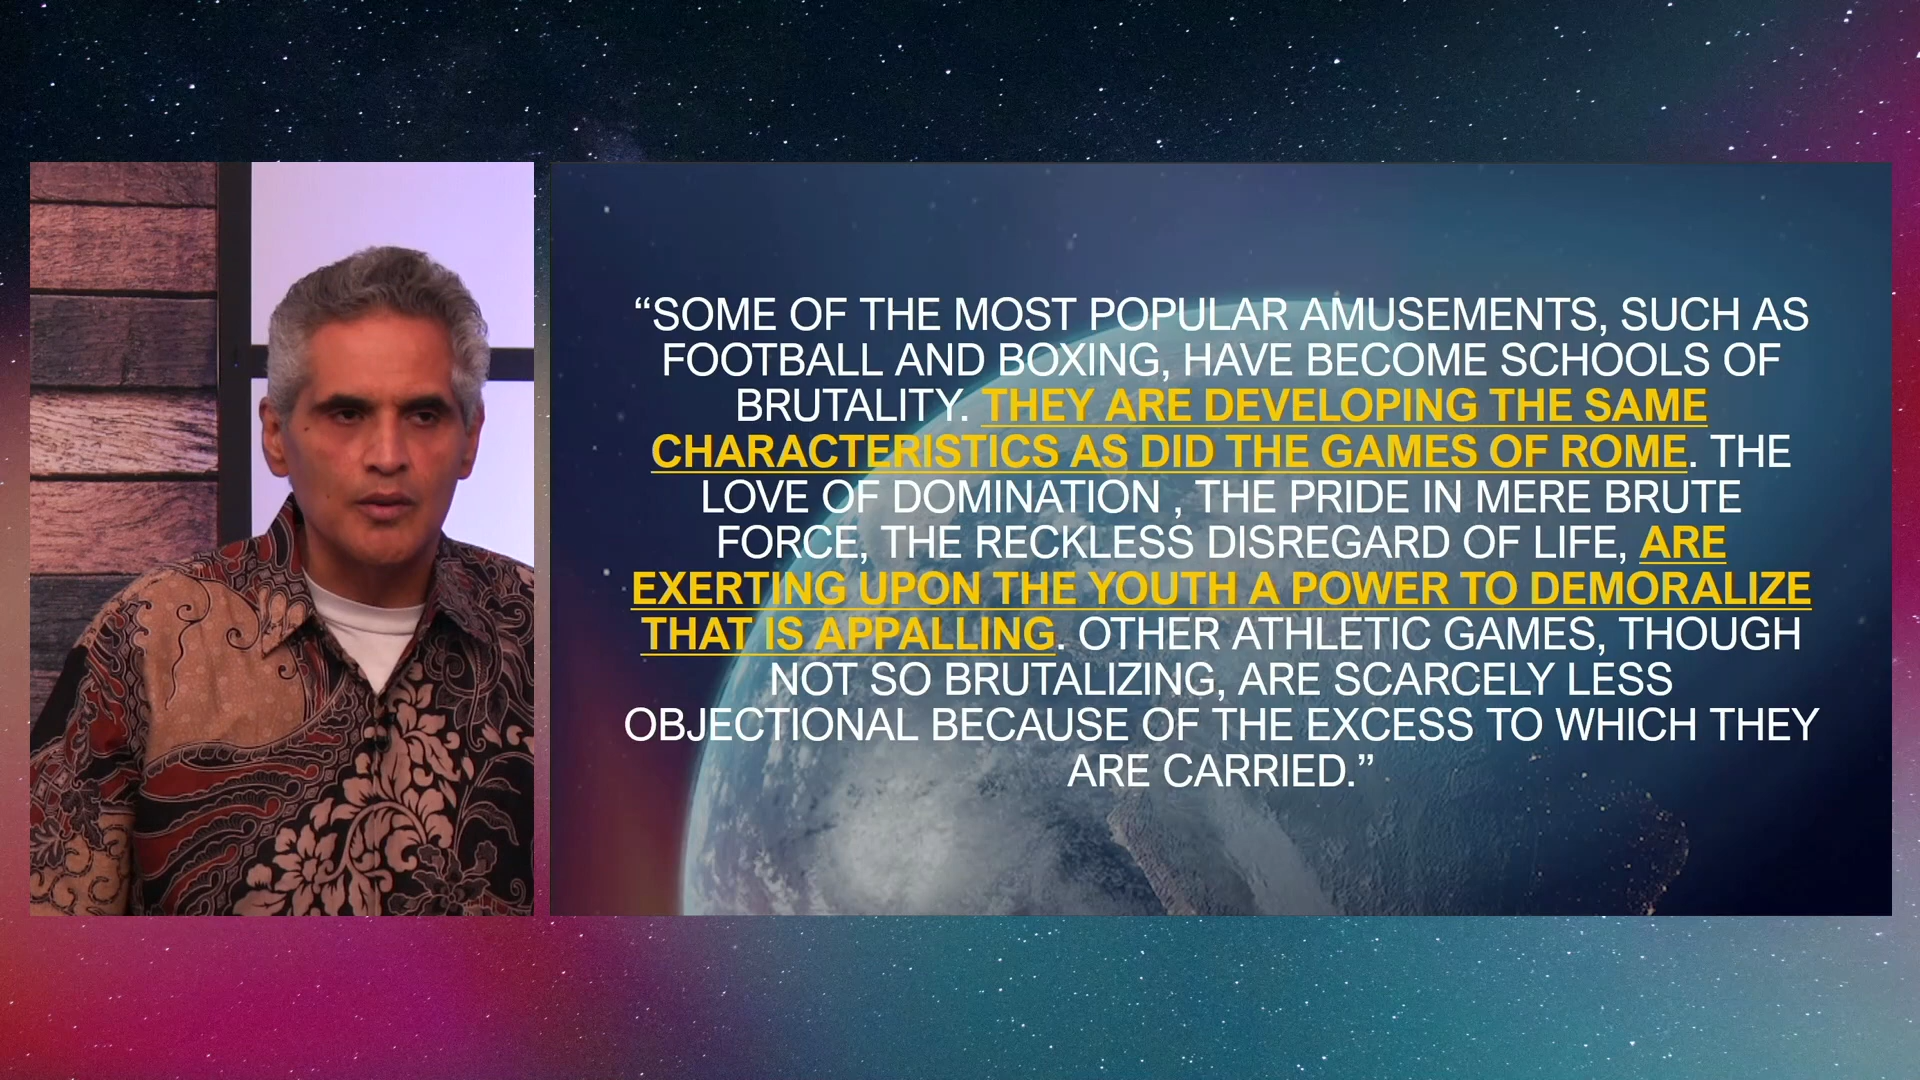 “SOME OF THE MOST POPULAR AMUSEMENTS, SUCH AS
FOOTBALL AND BOXING, HAVE BECOME SCHOOLS OF
BRUTALITY. THEY ARE DEVELOPING THE SAME
CHARACTERISTICS AS DID THE GAMES OF ROME. THE
LOVE OF DOMINATION , THE PRIDE IN MERE BRUTE
FORCE, THE RECKLESS DISREGARD OF LIFE, ARE
EXERTING UPON THE YOUTH A POWER TO DEMORALIZE
THAT IS APPALLING. OTHER ATHLETIC GAMES, THOUGH
NOT SO BRUTALIZING, ARE SCARCELY LESS
OBJECTIONAL BECAUSE OF THE EXCESS TO WHICH THEY
ARE CARRIED.”